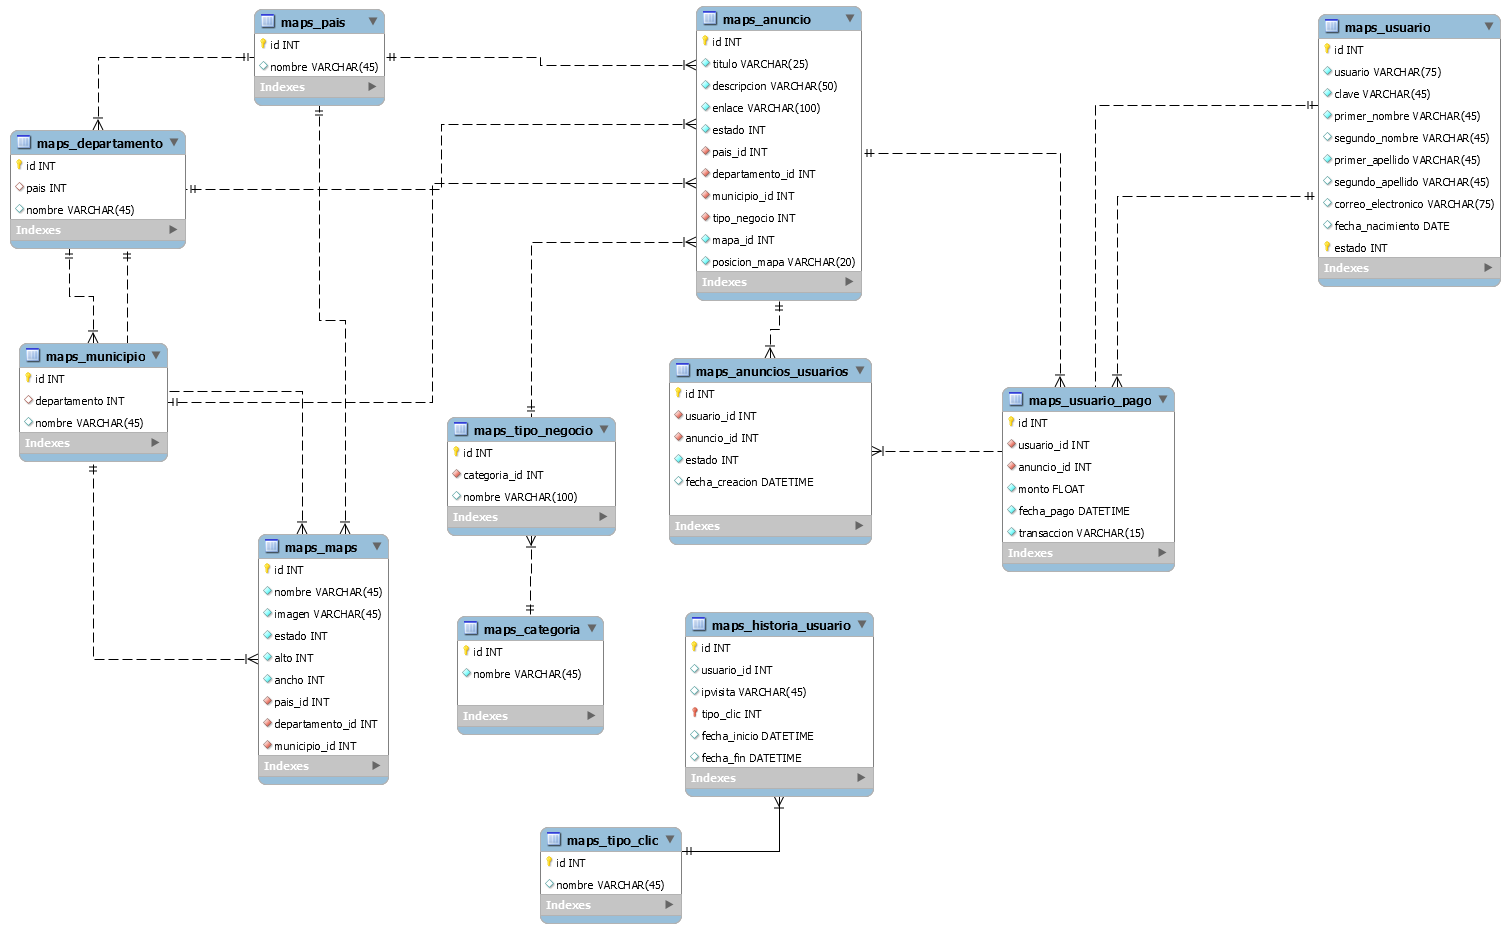 maps_pais
id INT
nombre VARCHAR(45)
Indexes
maps_anuncio
id INT
titulo VARCHAR(25)
descripcion VARCHAR(50)
enlace VARCHAR(100)
estado INT
pais_id INT
departamento_id INT
municipio_id INT
tipo_negocio INT
mapa_id INT
posicion_mapa VARCHAR(20)
Indexes
maps_usuario
id INT
usuario VARCHAR(75)
clave VARCHAR(45)
primer_nombre VARCHAR(45)
segundo_nombre VARCHAR(45)
primer_apellido VARCHAR(45)
segundo_apellido VARCHAR(45)
correo_electronico VARCHAR(75)
fecha_nacimiento DATE
estado INT
Indexes
maps_departamento
id INT
pais INT
nombre VARCHAR(45)
Indexes
maps_municipio
id INT
departamento INT
nombre VARCHAR(45)
Indexes
maps_anuncios_usuarios
id INT
usuario_id INT
anuncio_id INT
estado INT
fecha_creacion DATETIME
Indexes
maps_usuario_pago
id INT
usuario_id INT
anuncio_id INT
monto FLOAT
fecha_pago DATETIME
transaccion VARCHAR(15)
Indexes
maps_tipo_negocio
id INT
categoria_id INT
nombre VARCHAR(100)
Indexes
maps_maps
id INT
nombre VARCHAR(45)
imagen VARCHAR(45)
estado INT
alto INT
ancho INT
pais_id INT
departamento_id INT
municipio_id INT
Indexes
maps_categoria
id INT
nombre VARCHAR(45)
Indexes
maps_historia_usuario
id INT
usuario_id INT
ipvisita VARCHAR(45)
tipo_clic INT
fecha_inicio DATETIME
fecha_fin DATETIME
Indexes
maps_tipo_clic
id INT
nombre VARCHAR(45)
Indexes